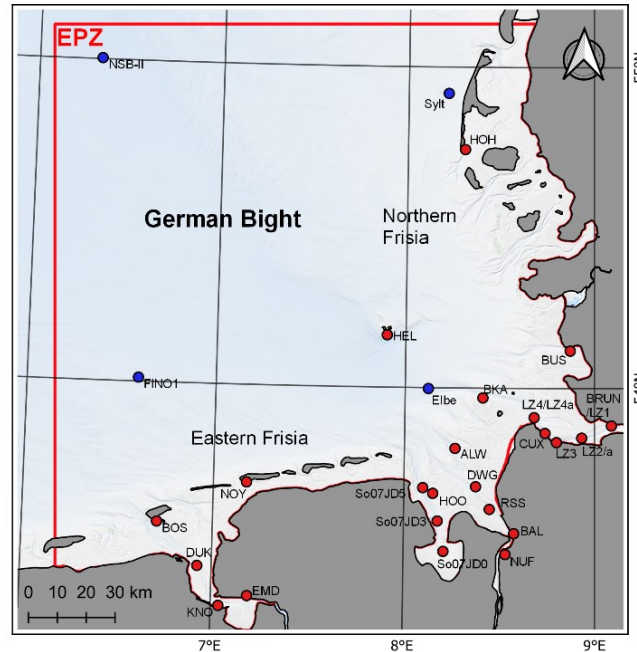 EPZ
NSB-II
Sylt
HOH
German Bight
Northern
Frisia
HEL
BUS
FINO1
Elbe
BKA
BRUN
/LZ1
LZ4/LZ4a
Eastern Frisia
CUX
LZ3
LZ2/a
ALW
NOY
DWG
So07JD5
HOO
RSS
BOS
So07JD3
BAL
DUK
So07JD0
NUF
EMD
KNO
0 10 20 30 km
7°E
8°E
9°E